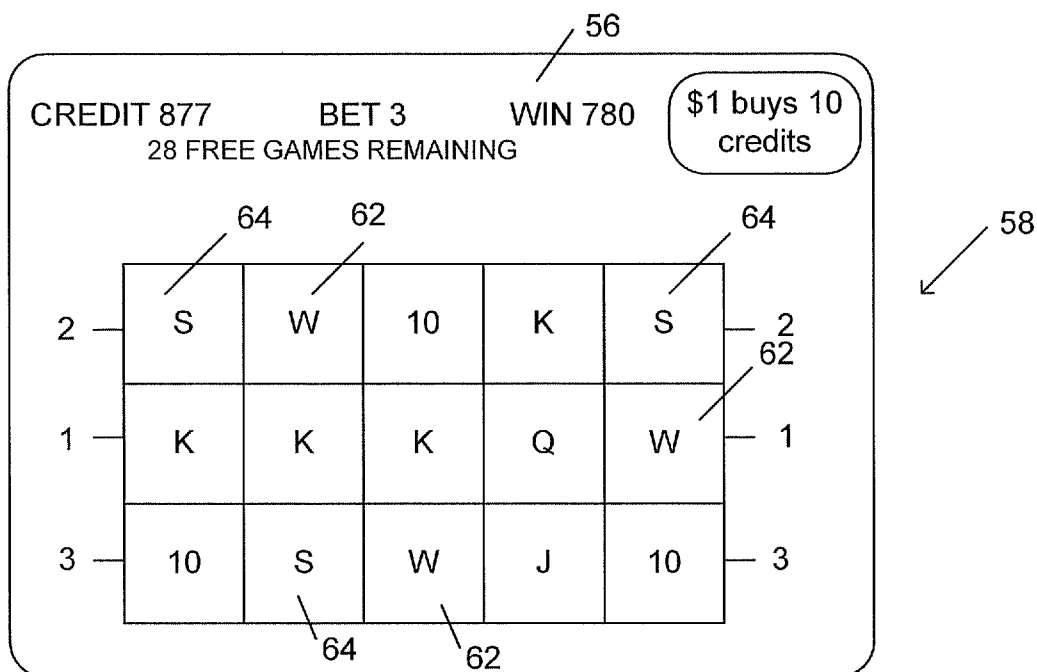 56
CREDIT 877 BET 3 WIN 780
$1 buys 10
credits
28 FREE GAMES REMAINING
64 62 64 58
2 S W 10 K S 2
62
1 K K K Q W 1
3 10 S W J 10 3
64 62